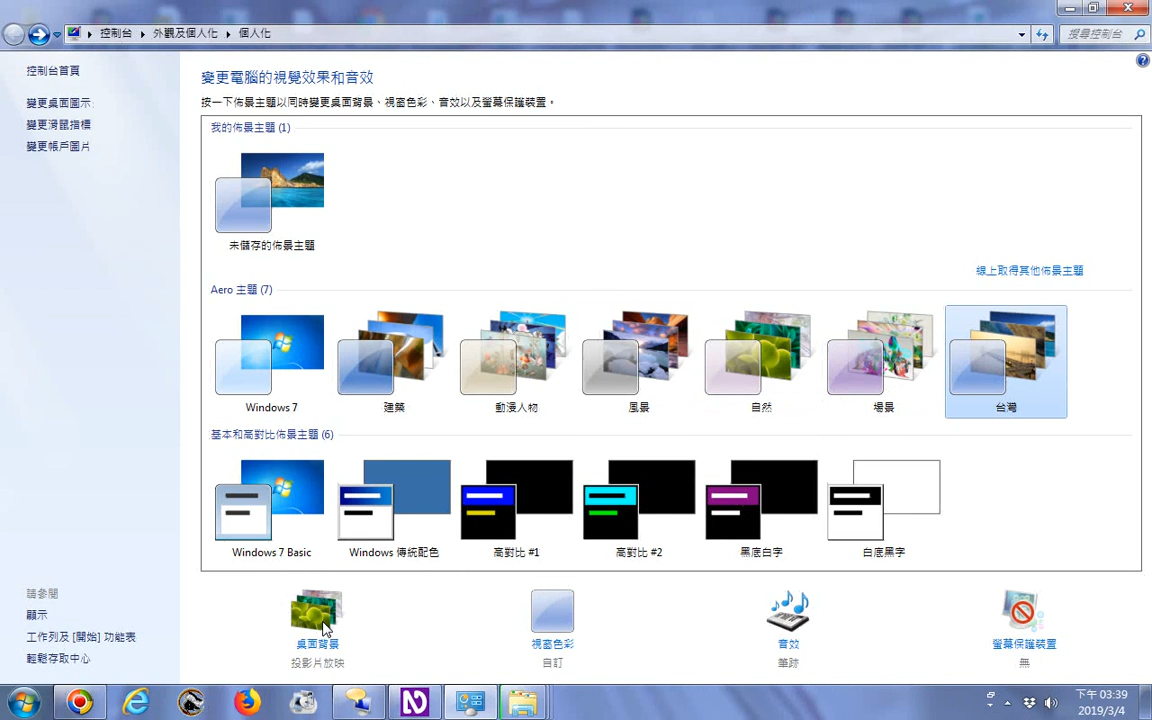 控制台 外觀及個人化 個人化
搜尋控制台
控制台首頁
變更桌面圖示
變更滑鼠指標
變更帳戶圖片
變更電腦的視覺效果和音效
按一下佈景主題以同時變更桌面背景、視窗色彩、音效以及螢幕保護裝置。
我的佈景主題 (1)
未儲存的佈景主題
線上取得其他佈景主題
Aero 主題 (7)
Windows 7
建築
動漫人物
風景
自然
場景
台灣
基本和高對比佈景主題 (6)
Windows 7 Basic
Windows 傳統配色
高對比 #1
高對比 #2
黑底白字
白底黑字
請參閱
顯示
工作列及 [開始] 功能表
輕鬆存取中心
桌面背景
投影片放映
視窗色彩
自訂
音效
筆跡
螢幕保護裝置
無
下午 03:39
2019/3/4